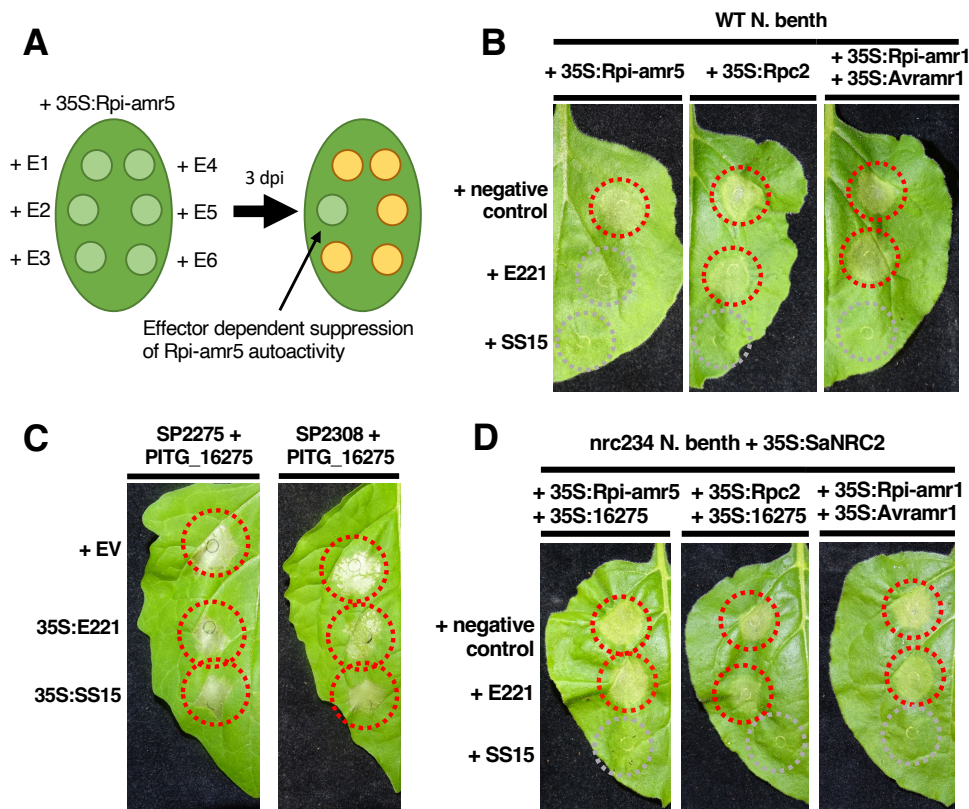 A
+ 35S:Rpi-amr5
+ E1
+ E2
+ E3
+ E4
+ E5
+ E6
3 dpi
Effector dependent suppression
of Rpi-amr5 autoactivity
B
WT N. benth
+ 35S:Rpi-amr5
+ 35S:Rpc2
+ 35S:Rpi-amr1
+ 35S:Avramr1
+ negative
control
+ E221
+ SS15
C
SP2275 +
PITG_16275
SP2308 +
PITG_16275
+ EV
35S:E221
35S:SS15
D
nrc234 N. benth + 35S:SaNRC2
+ 35S:Rpi-amr5
+ 35S:16275
+ 35S:Rpc2
+ 35S:16275
+ 35S:Rpi-amr1
+ 35S:Avramr1
+ negative
control
+ E221
+ SS15